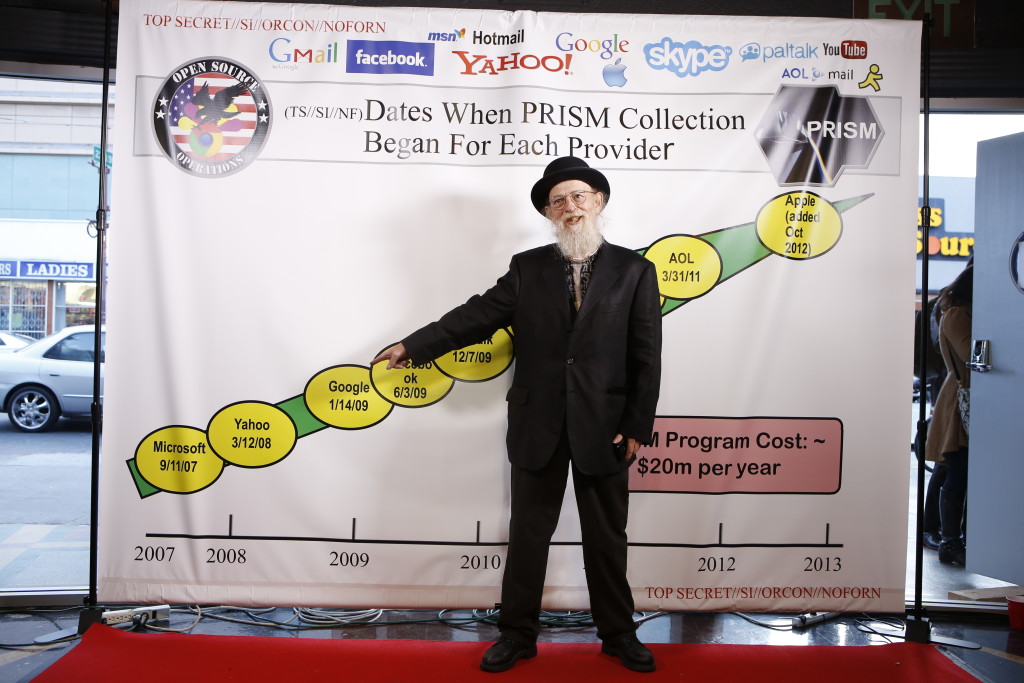 EXIT
TOP SECRET//SI//ORCON//NOFORN
Gmail
by Google
facebook.
msn
Hotmail
YAHOO!
Google
skype
paltalk
YouTube
AOL mail
OPEN SOURCE
OPERATIONS
(TS//SI//NF) Dates When PRISM Collection
Began For Each Provider
PRISM
Apple
(added
Oct
2012)
AOL
3/31/11
12/7/09
ok
6/3/09
Google
1/14/09
Yahoo
3/12/08
Microsoft
9/11/07
M Program Cost: ~
$20m per year
2007
2008
2009
2010
2012
2013
TOP SECRET//SI//ORCON//NOFORN
LADIES